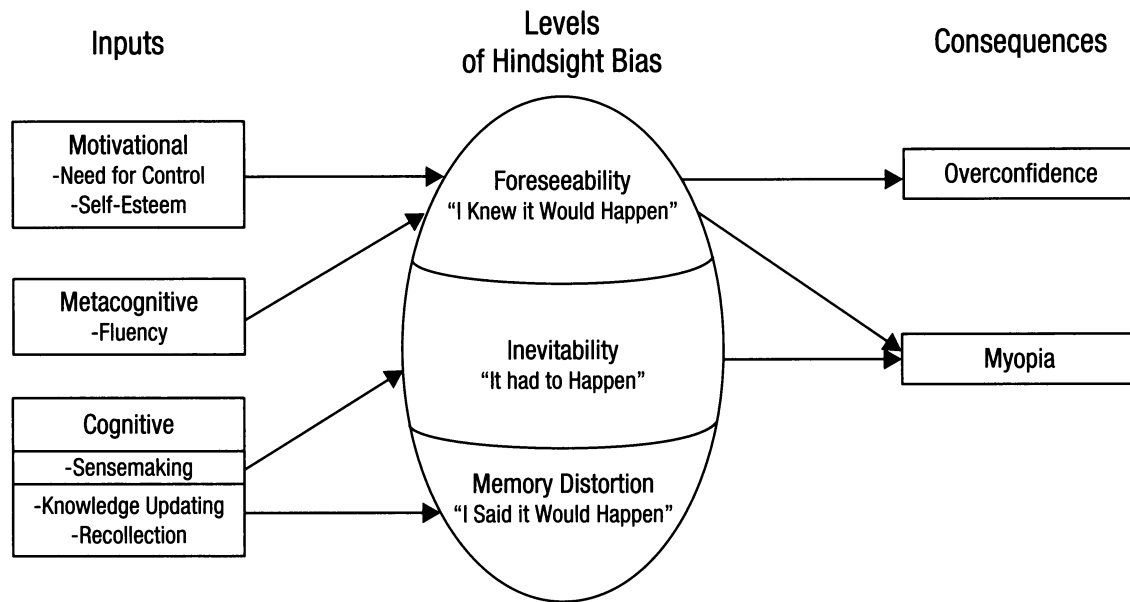 Inputs
Levels
of Hindsight Bias
Consequences
Motivational
-Need for Control
-Self-Esteem
Metacognitive
-Fluency
Cognitive
-Sensemaking
-Knowledge Updating
-Recollection
Foreseeability
“I Knew it Would Happen”
Inevitability
“It had to Happen”
Memory Distortion
“I Said it Would Happen”
Overconfidence
Myopia